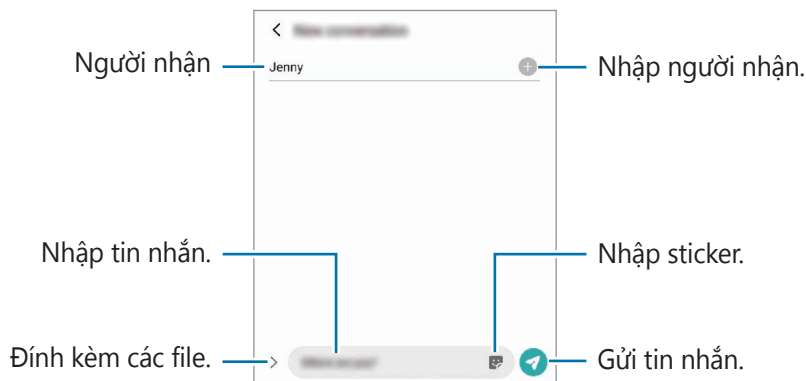 Người nhận
Jenny
Nhập người nhận.
Nhập tin nhắn.
Nhập sticker.
Đính kèm các file.
Gửi tin nhắn.